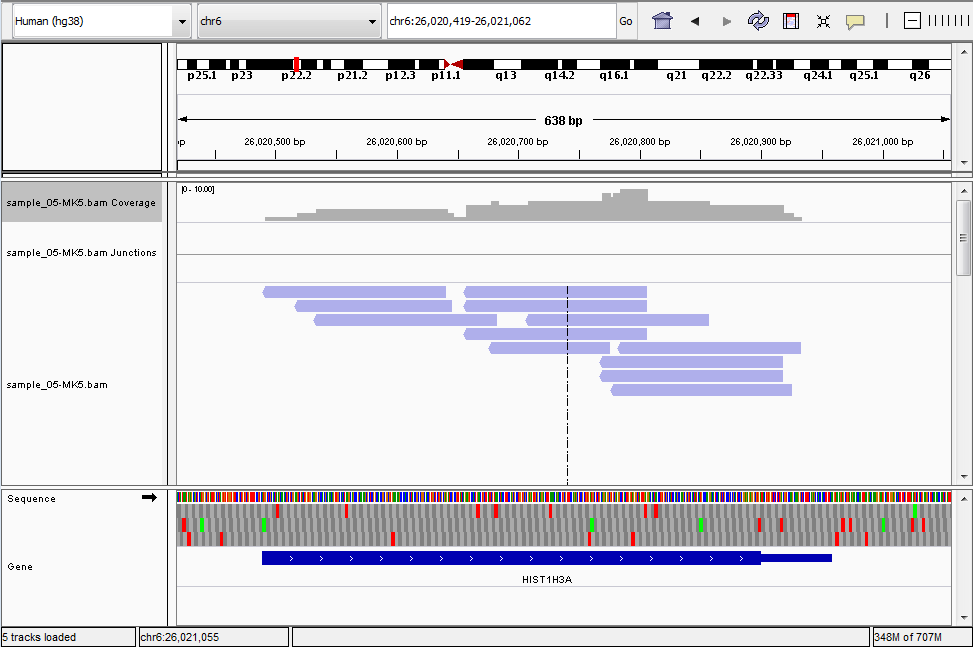 Human (hg38) chr6 chr6:26,020,419-26,021,062 Go
p25.1 p23 p22.2 p21.2 p12.3 p11.1 q13 q14.2 q16.1 q21 q22.2 q22.33 q24.1 q25.1 q26
638 bp
bp 26,020,500 bp 26,020,600 bp 26,020,700 bp 26,020,800 bp 26,020,900 bp 26,021,000 bp
[0 - 10.00]
sample_05-MK5.bam Coverage
sample_05-MK5.bam Junctions
sample_05-MK5.bam
Sequence
Gene
HIST1H3A
5 tracks loaded chr6:26,021,055 348M of 707M